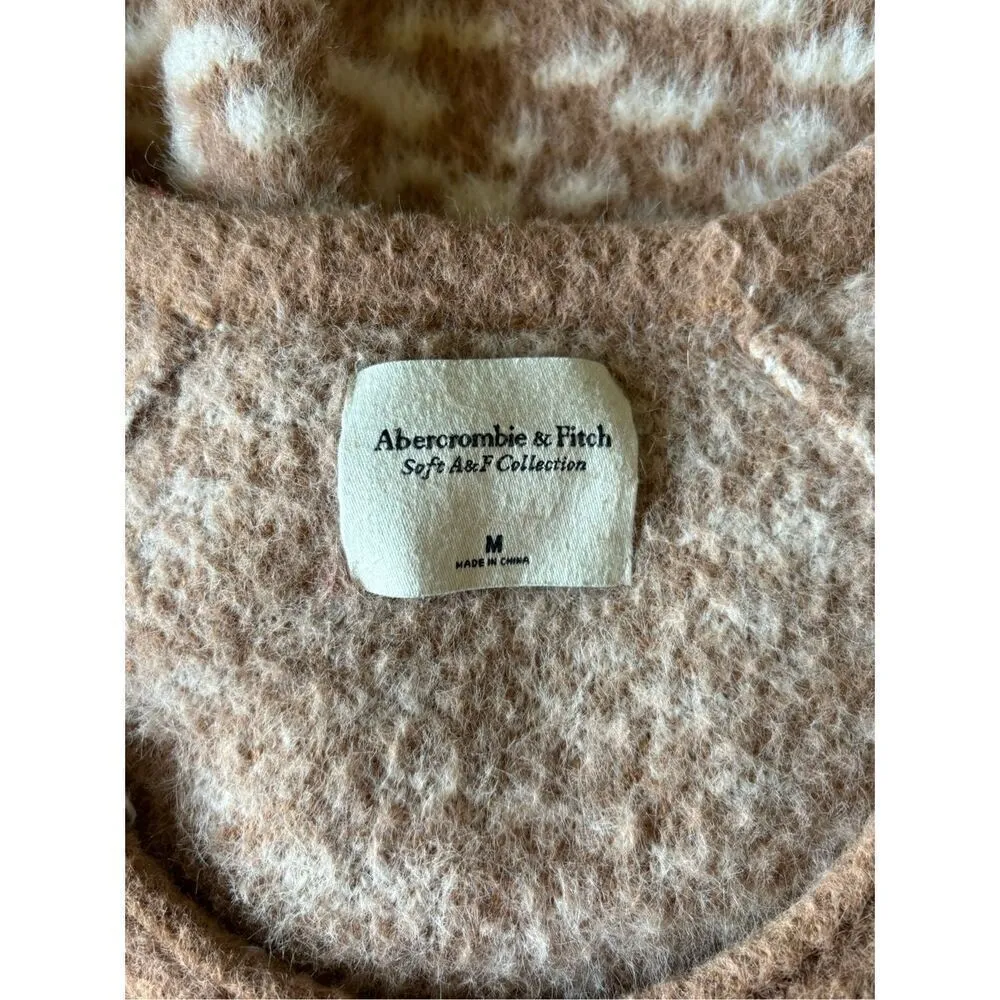 Abercrombie & Fitch
Soft A&F Collection
M
MADE IN CHINA